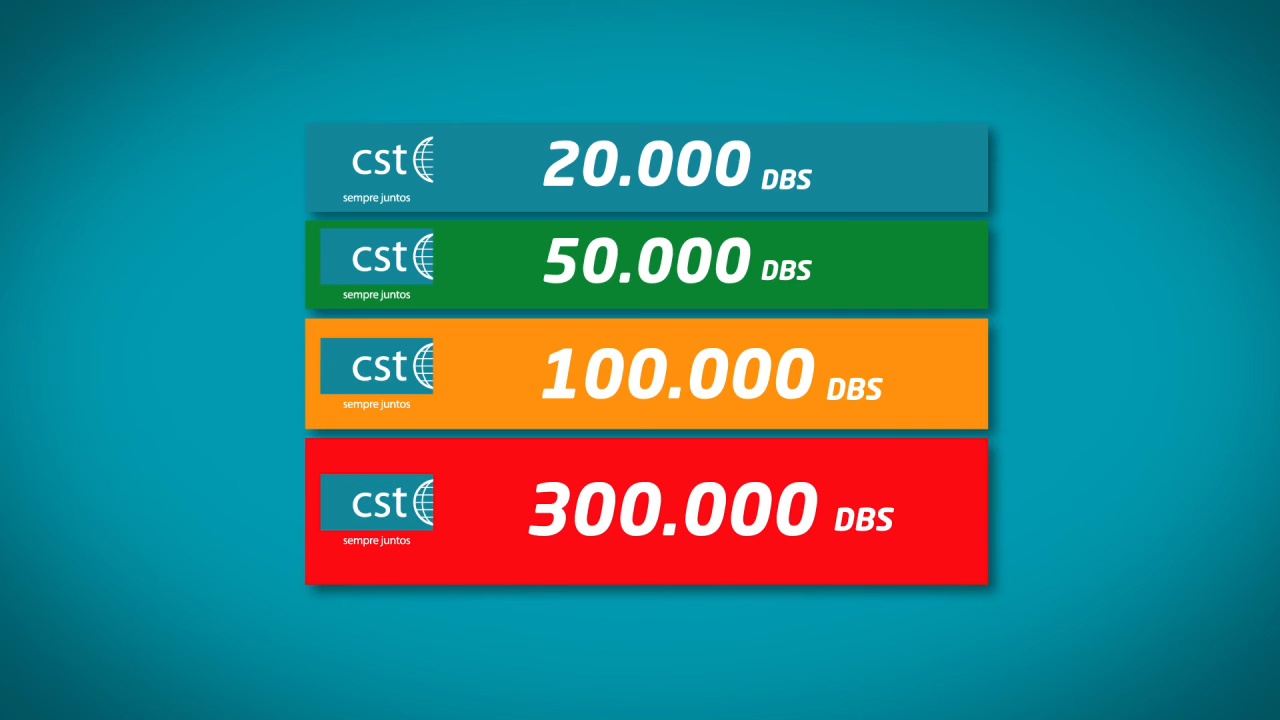 cst
sempre juntos
20.000 DBS
cst
sempre juntos
50.000 DBS
cst
sempre juntos
100.000 DBS
cst
sempre juntos
300.000 DBS